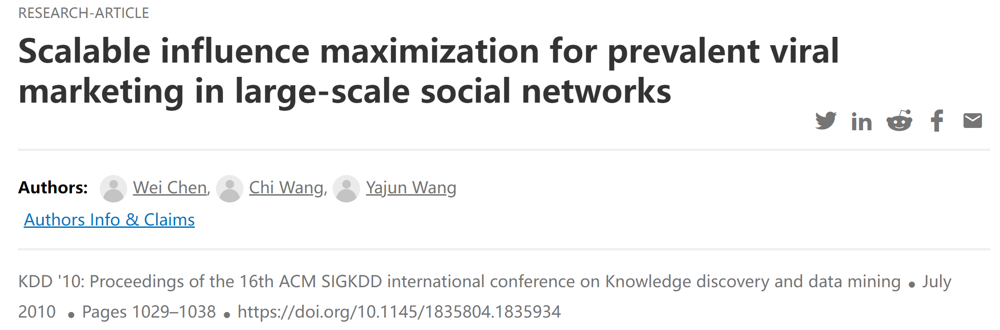 RESEARCH-ARTICLE
Scalable influence maximization for prevalent viral
marketing in large-scale social networks
in f
Authors: Wei Chen, Chi Wang, Yajun Wang
Authors Info & Claims
KDD '10: Proceedings of the 16th ACM SIGKDD international conference on Knowledge discovery and data mining • July
2010 • Pages 1029–1038 • https://doi.org/10.1145/1835804.1835934